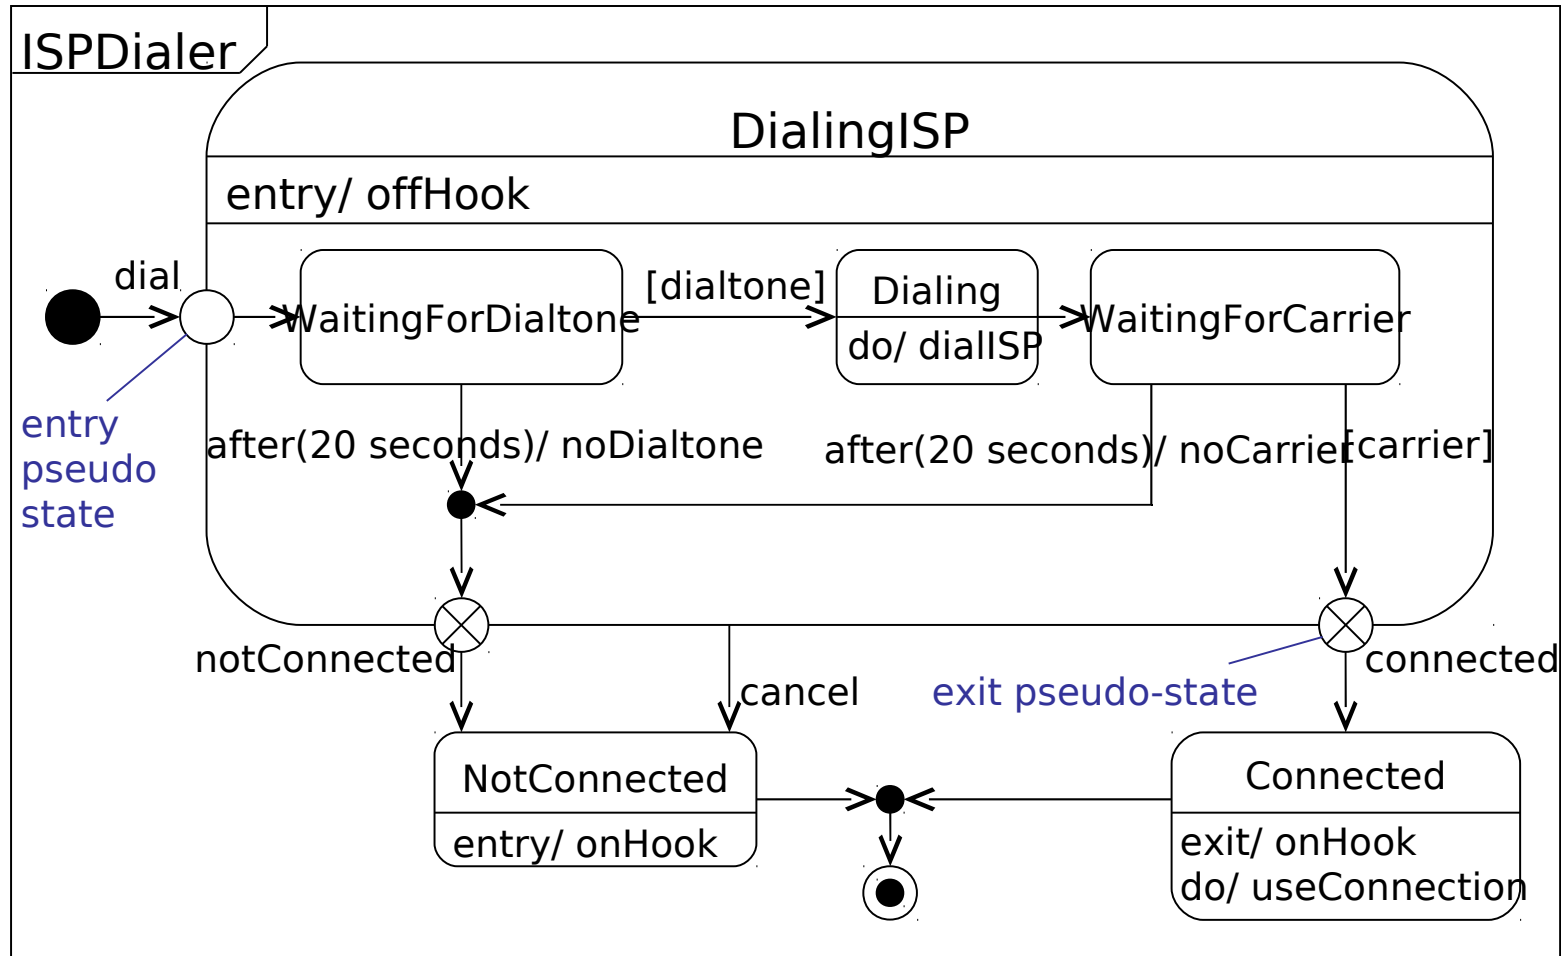 ISPDialer
DialingISP
entry/ offHook
dial
WaitingForDialtone
[dialtone]
Dialing
do/ dialISP
WaitingForCarrier
entry
pseudo
state
after(20 seconds)/ noDialtone
after(20 seconds)/ noCarrier
[carrier]
notConnected
cancel
exit pseudo-state
connected
NotConnected
entry/ onHook
Connected
exit/ onHook
do/ useConnection